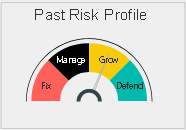 Past Risk Profile
Manage
Grow
Fix
Defend